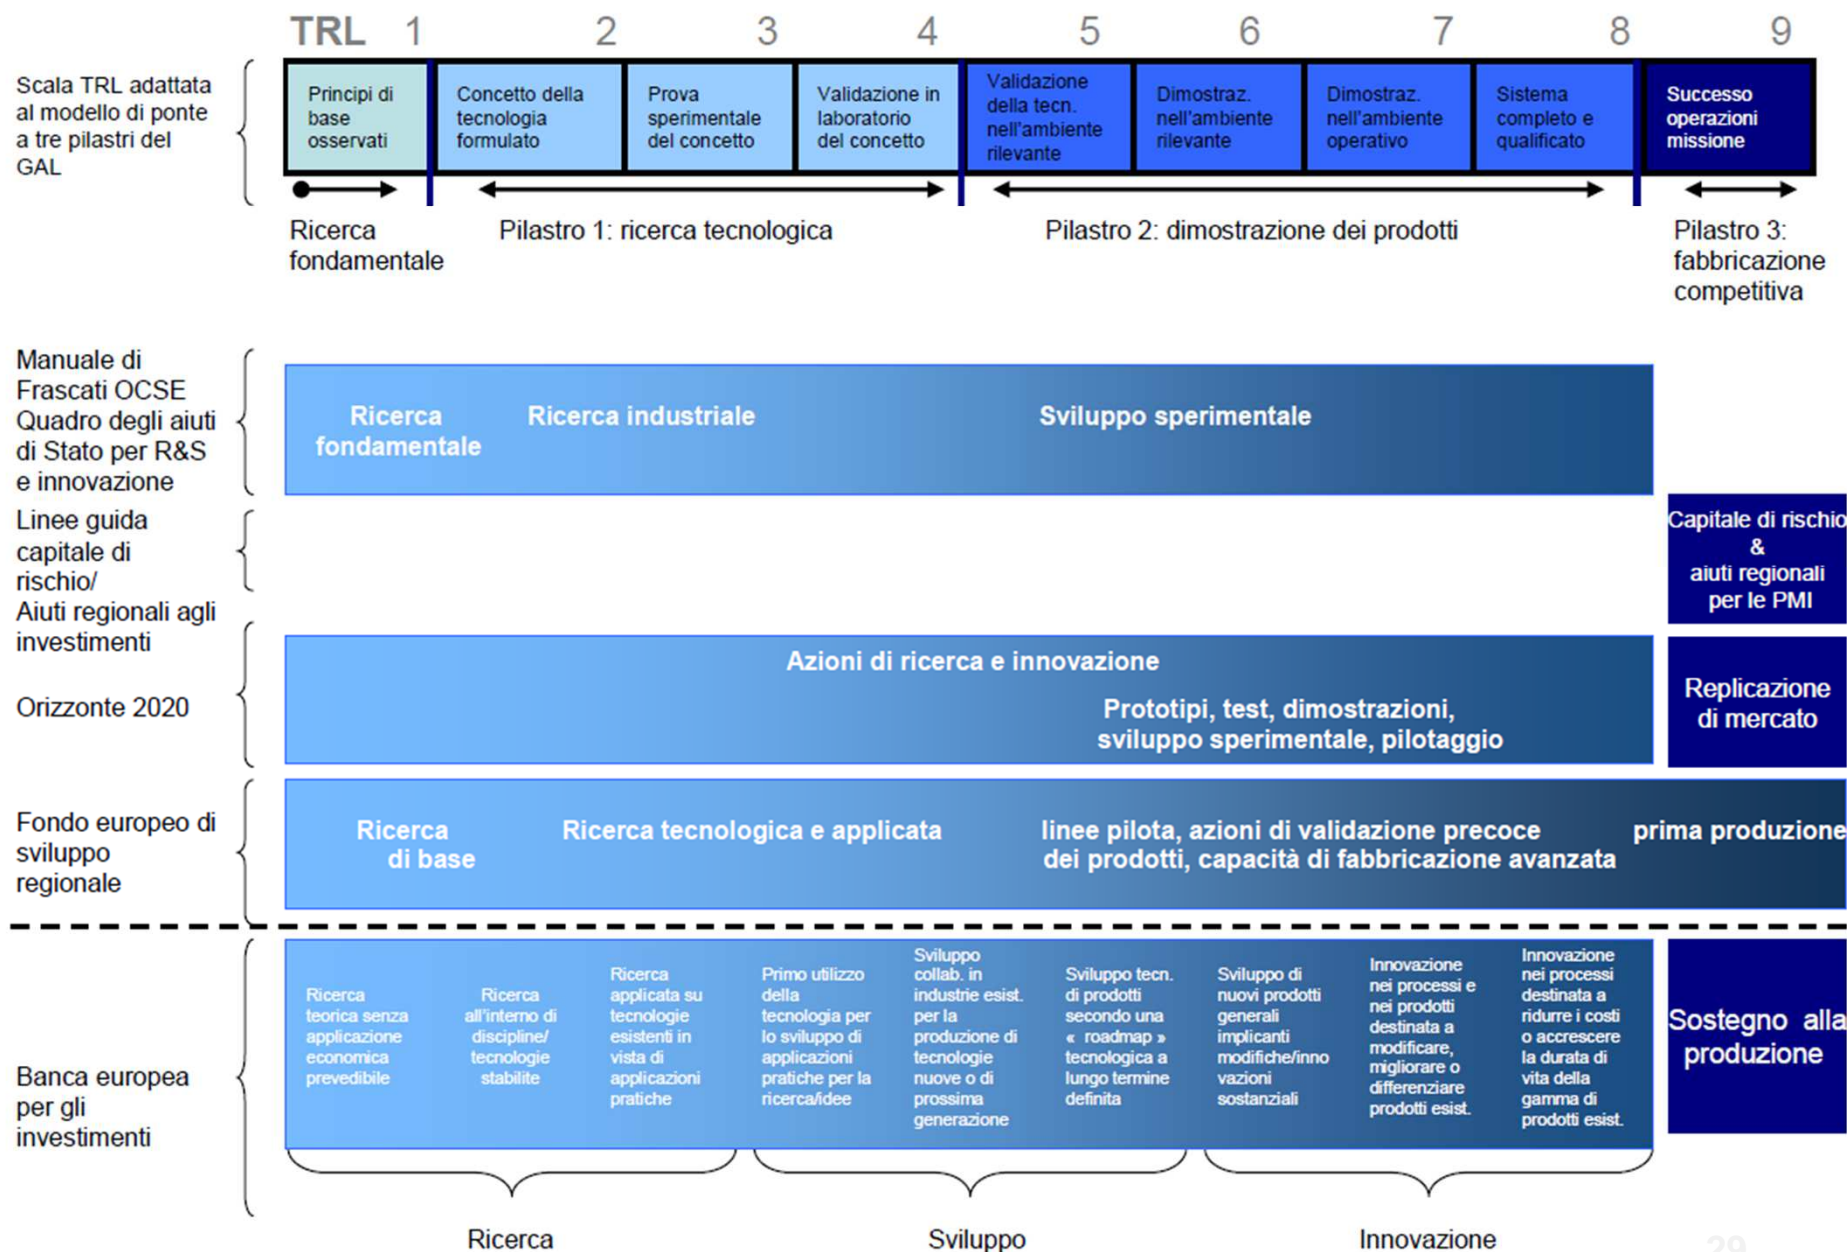 TRL 1 2 3 4 5 6 7 8 9
Scala TRL adattata
al modello di ponte
a tre pilastri del
GAL
Principi di
base
osservati
Concetto della
tecnologia
formulato
Prova
sperimentale
del concetto
Validazione in
laboratorio
del concetto
Validazione
della tecn.
nell'ambiente
rilevante
Dimostraz.
nell'ambiente
rilevante
Dimostraz.
nell'ambiente
operativo
Sistema
completo e
qualificato
Successo
operazioni
missione
Ricerca
fondamentale
Pilastro 1: ricerca tecnologica
Pilastro 2: dimostrazione dei prodotti
Pilastro 3:
fabbricazione
competitiva
Manuale di
Frascati OCSE
Quadro degli aiuti
di Stato per R&S
e innovazione
Ricerca
fondamentale
Ricerca industriale
Sviluppo sperimentale
Linee guida
capitale di
rischio/
Aiuti regionali agli
investimenti
Capitale di rischio
&
aiuti regionali
per le PMI
Orizzonte 2020
Azioni di ricerca e innovazione
Prototipi, test, dimostrazioni,
sviluppo sperimentale, pilotaggio
Replicazione
di mercato
Fondo europeo di
sviluppo
regionale
Ricerca
di base
Ricerca tecnologica e applicata
linee pilota, azioni di validazione precoce
dei prodotti, capacità di fabbricazione avanzata
prima produzione
Banca europea
per gli
investimenti
Ricerca
teorica senza
applicazione
economica
prevedibile
Ricerca
all'interno di
discipline/
tecnologie
stabilite
Ricerca
applicata su
tecnologie
esistenti in
vista di
applicazioni
pratiche
Primo utilizzo
della
tecnologia per
lo sviluppo di
applicazioni
pratiche per la
ricerca/idee
Sviluppo
collab. in
industrie esist.
per la
produzione di
tecnologie
nuove o di
prossima
generazione
Sviluppo tecn.
di prodotti
secondo una
« roadmap »
tecnologica a
lungo termine
definita
Sviluppo di
nuovi prodotti
generali
implicanti
modifiche/inno
vazioni
sostanziali
Innovazione
nei processi e
nei prodotti
destinata a
modificare,
migliorare o
differenziare
prodotti esist.
Innovazione
nei processi
destinata a
ridurre i costi
o accrescere
la durata di
vita della
gamma di
prodotti esist.
Sostegno alla
produzione
Ricerca
Sviluppo
Innovazione
29